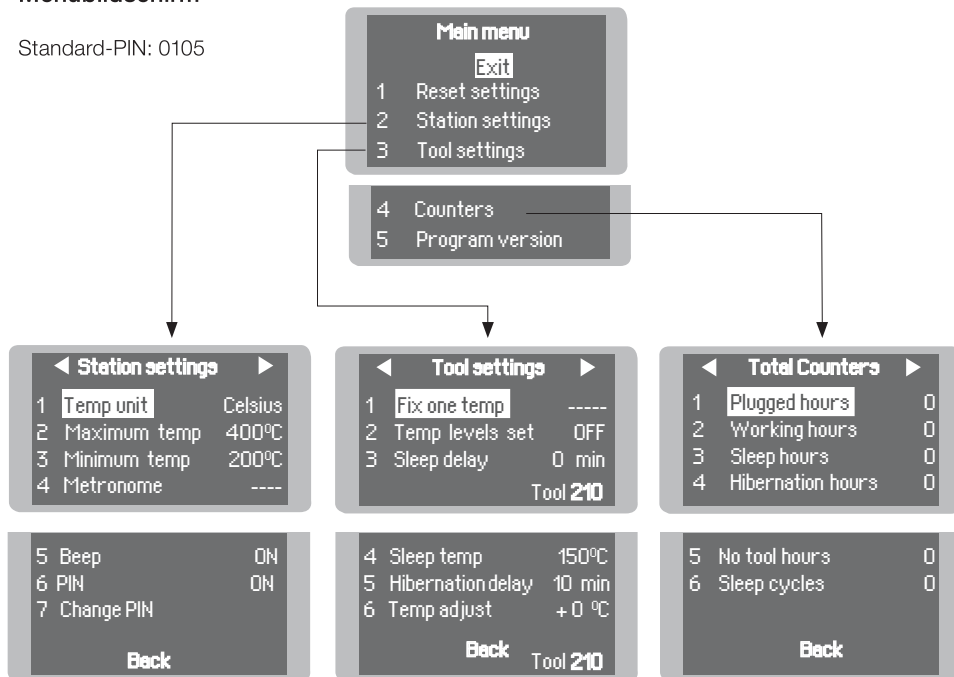 Standard-PIN: 0105
Main menu
Exit
1 Reset settings
2 Station settings
3 Tool settings
4 Counters
5 Program version
◀ Station settings ▶
1 Temp unit Celsius
2 Maximum temp 400ºC
3 Minimum temp 200ºC
4 Metronome ----
5 Beep ON
6 PIN ON
7 Change PIN
Back
◀ Tool settings ▶
1 Fix one temp -----
2 Temp levels set OFF
3 Sleep delay 0 min
Tool 210
4 Sleep temp 150ºC
5 Hibernation delay 10 min
6 Temp adjust +0 ºC
Back
Tool 210
◀ Total Counters ▶
1 Plugged hours 0
2 Working hours 0
3 Sleep hours 0
4 Hibernation hours 0
5 No tool hours 0
6 Sleep cycles 0
Back